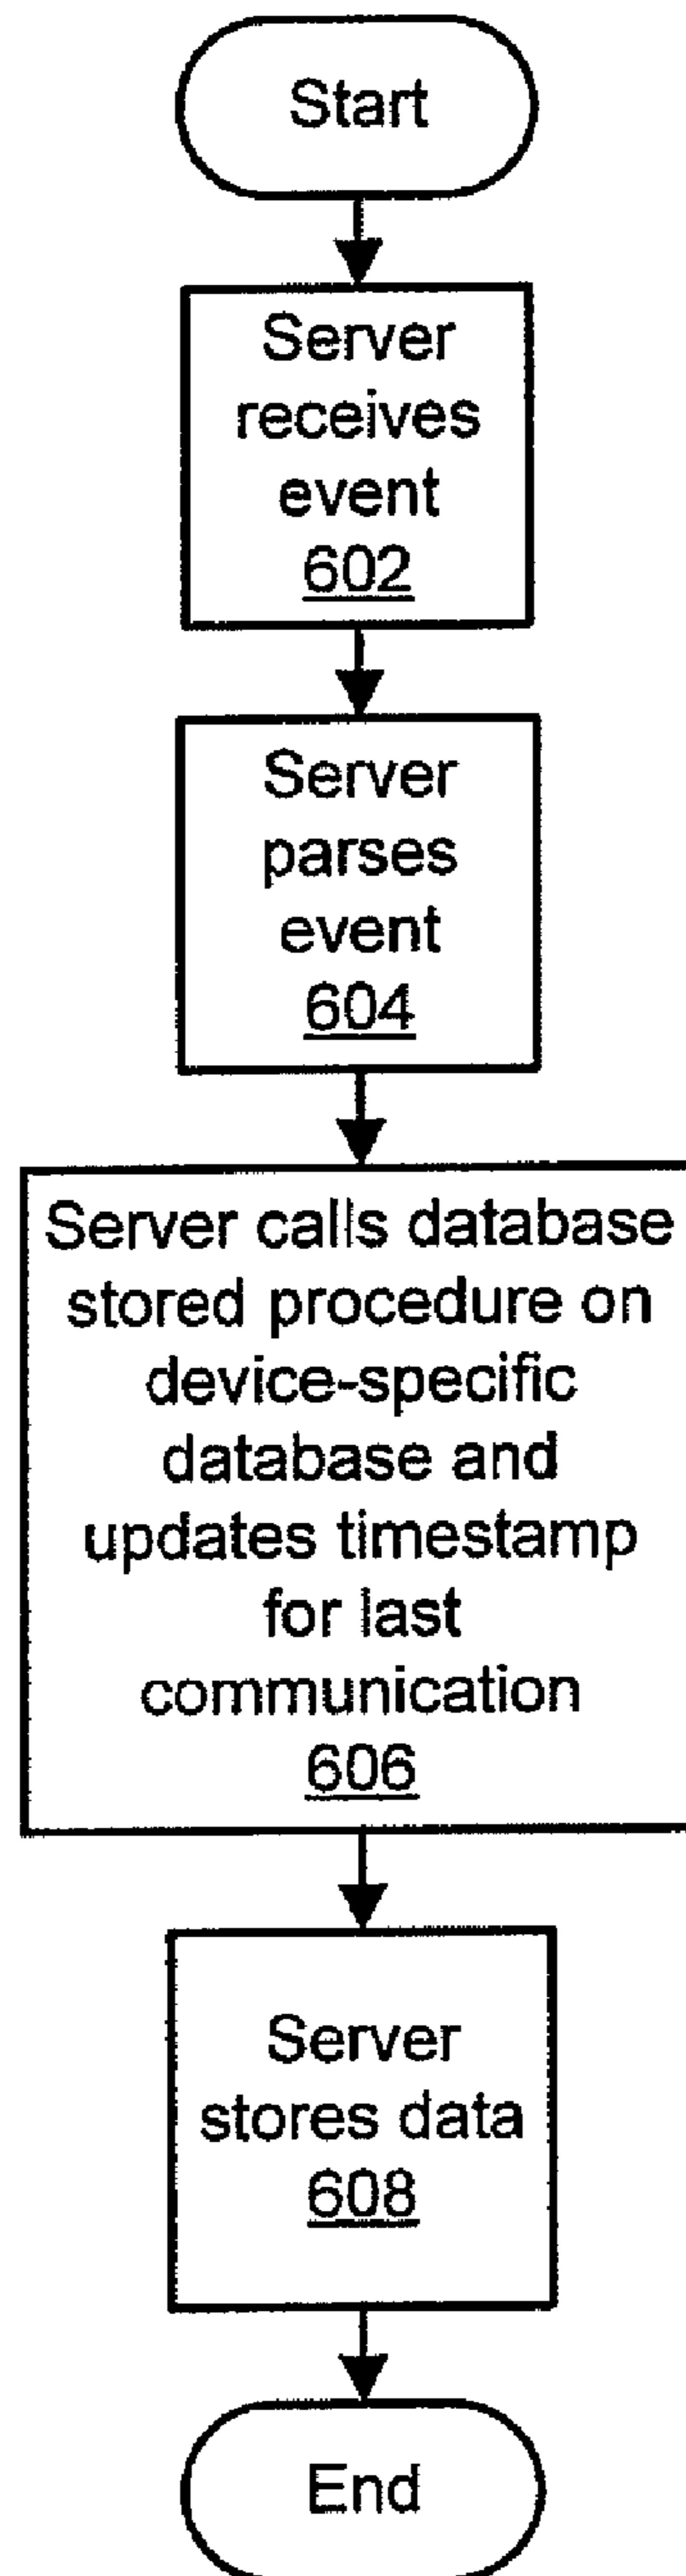 Start
Server
receives
event
602
Server
parses
event
604
Server calls database
stored procedure on
device-specific
database and
updates timestamp
for last
communication
606
Server
stores data
608
End